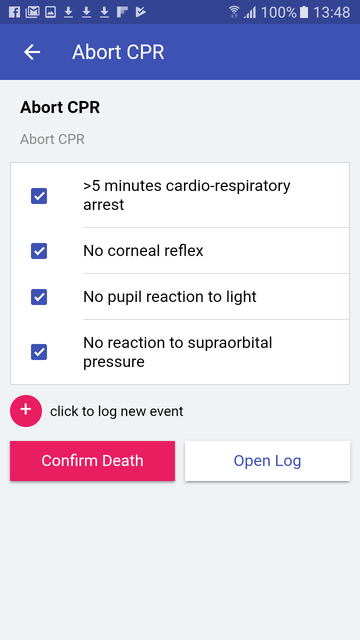 100% 13:48
Abort CPR
Abort CPR
Abort CPR
>5 minutes cardio-respiratory
arrest
No corneal reflex
No pupil reaction to light
No reaction to supraorbital
pressure
+ click to log new event
Confirm Death
Open Log